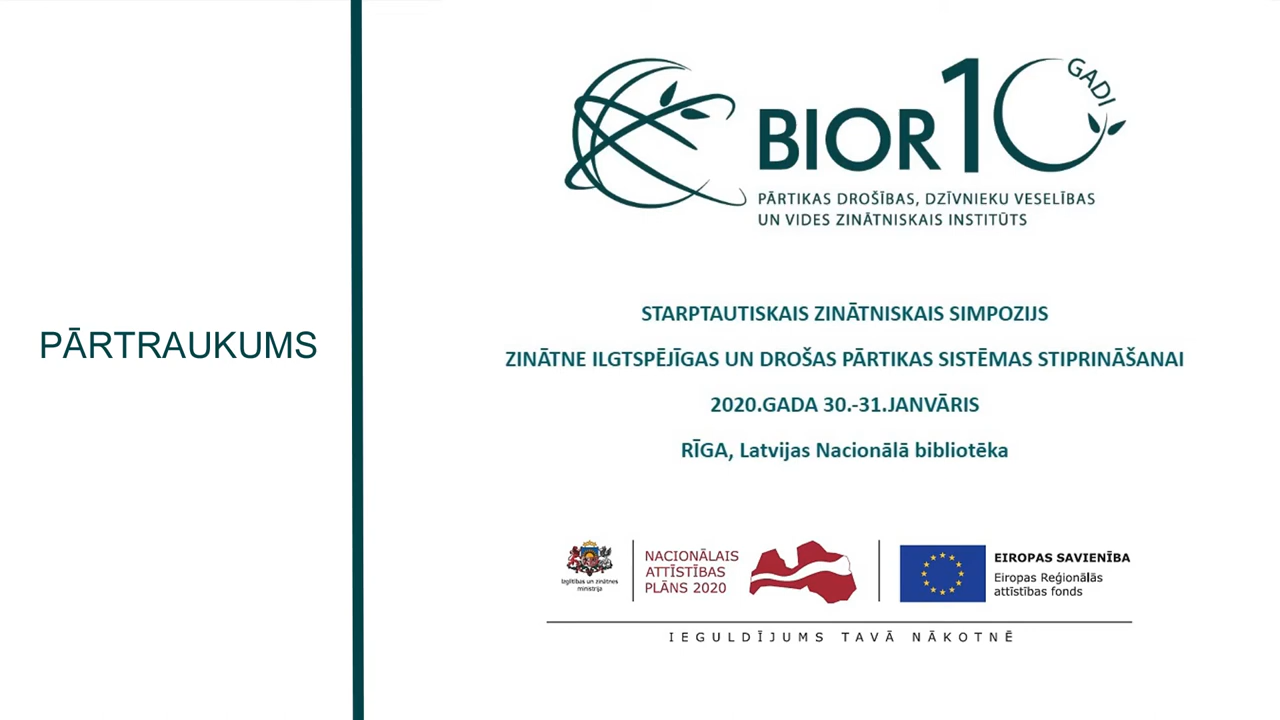 PĀRTRAUKUMS
BIOR10
GADI
PĀRTIKAS DROŠĪBAS, DZĪVNIEKU VESELĪBAS
UN VIDES ZINĀTNISKAIS INSTITŪTS
STARPTAUTISKAIS ZINĀTNISKAIS SIMPOZIJS
ZINĀTNE ILGTSPĒJĪGAS UN DROŠAS PĀRTIKAS SISTĒMAS STIPRINĀŠANAI
2020.GADA 30.-31.JANVĀRIS
RĪGA, Latvijas Nacionālā bibliotēka
Izglītības un zinātnes
ministrija
NACIONĀLAIS
ATTĪSTĪBAS
PLĀNS 2020
EIROPAS SAVIENĪBA
Eiropas Reģionālās
attīstības fonds
IEGULDĪJUMS TAVĀ NĀKOTNĒ